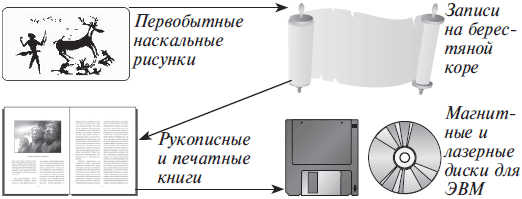 Первобытные
наскальные
рисунки
Записи
на берес-
тяной
коре
Рукописные
и печатные
книги
Магнит-
ные и
лазерные
диски для
ЭВМ